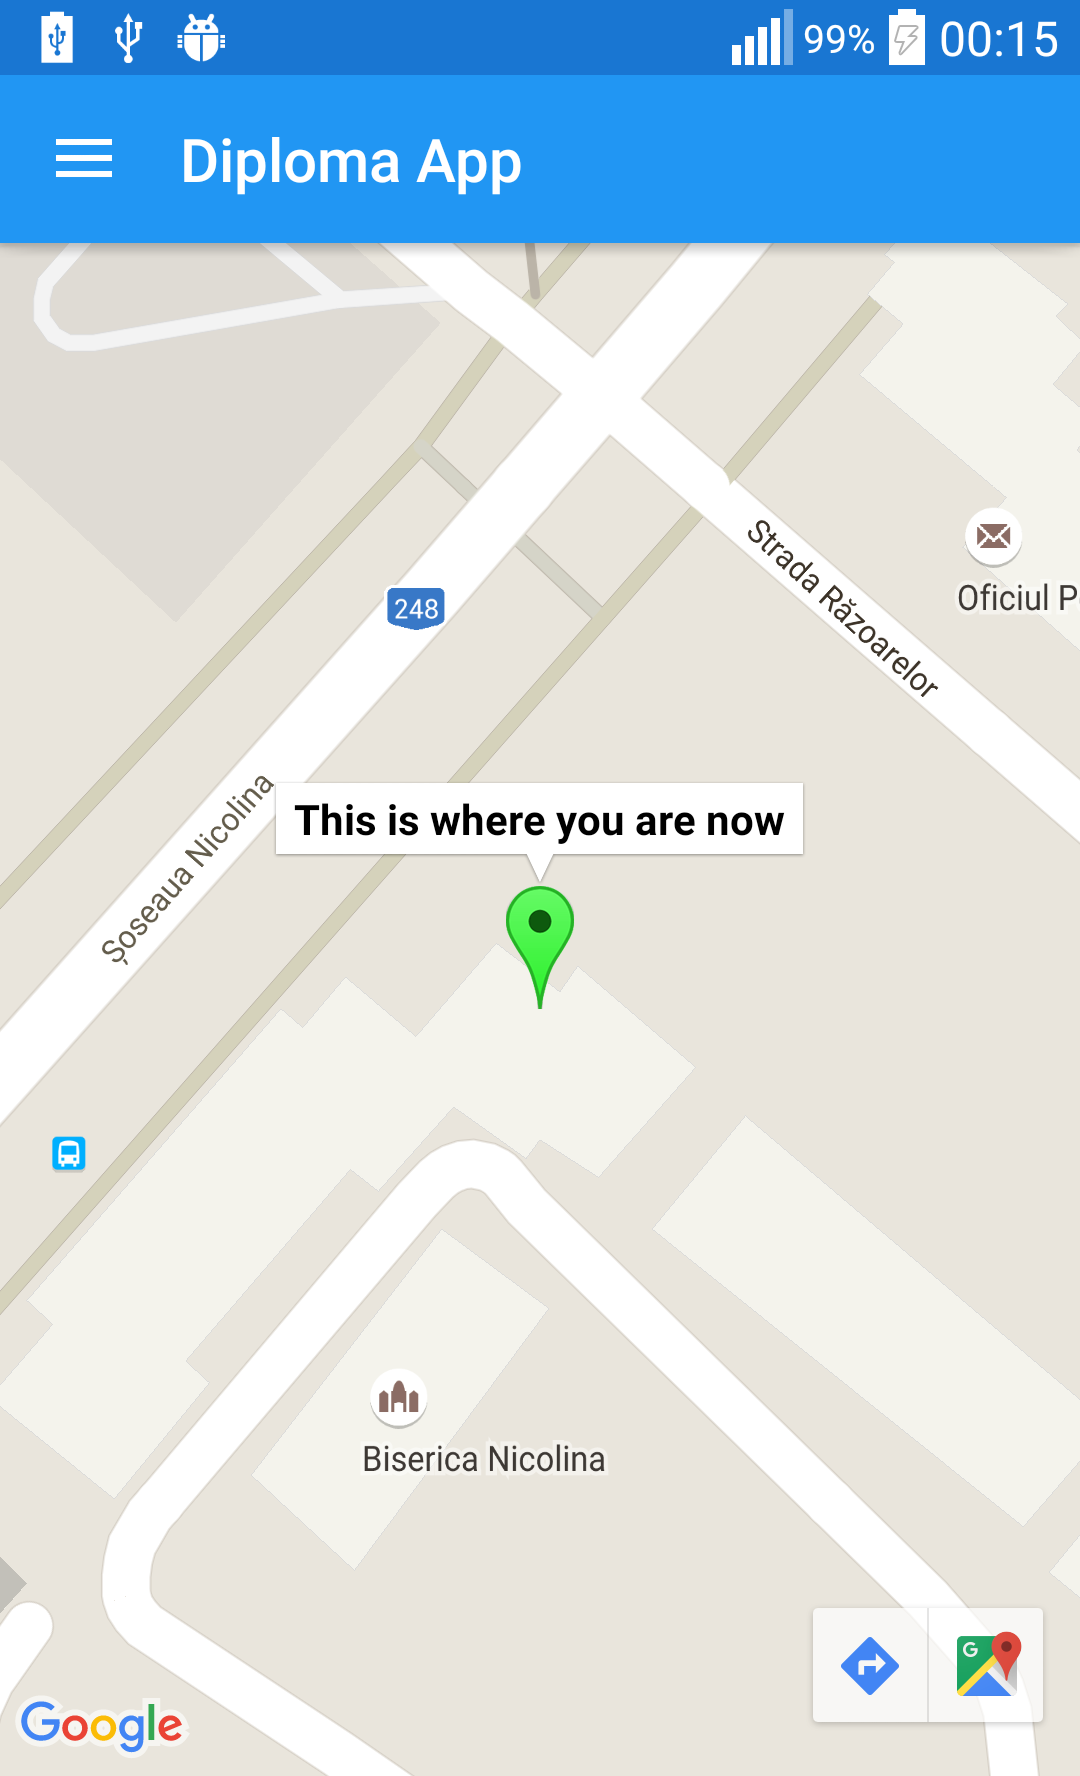 99% 00:15
Diploma App
Strada Răzoarelor
Oficiul P
248
Șoseaua Nicolina
This is where you are now
Biserica Nicolina
G
Google